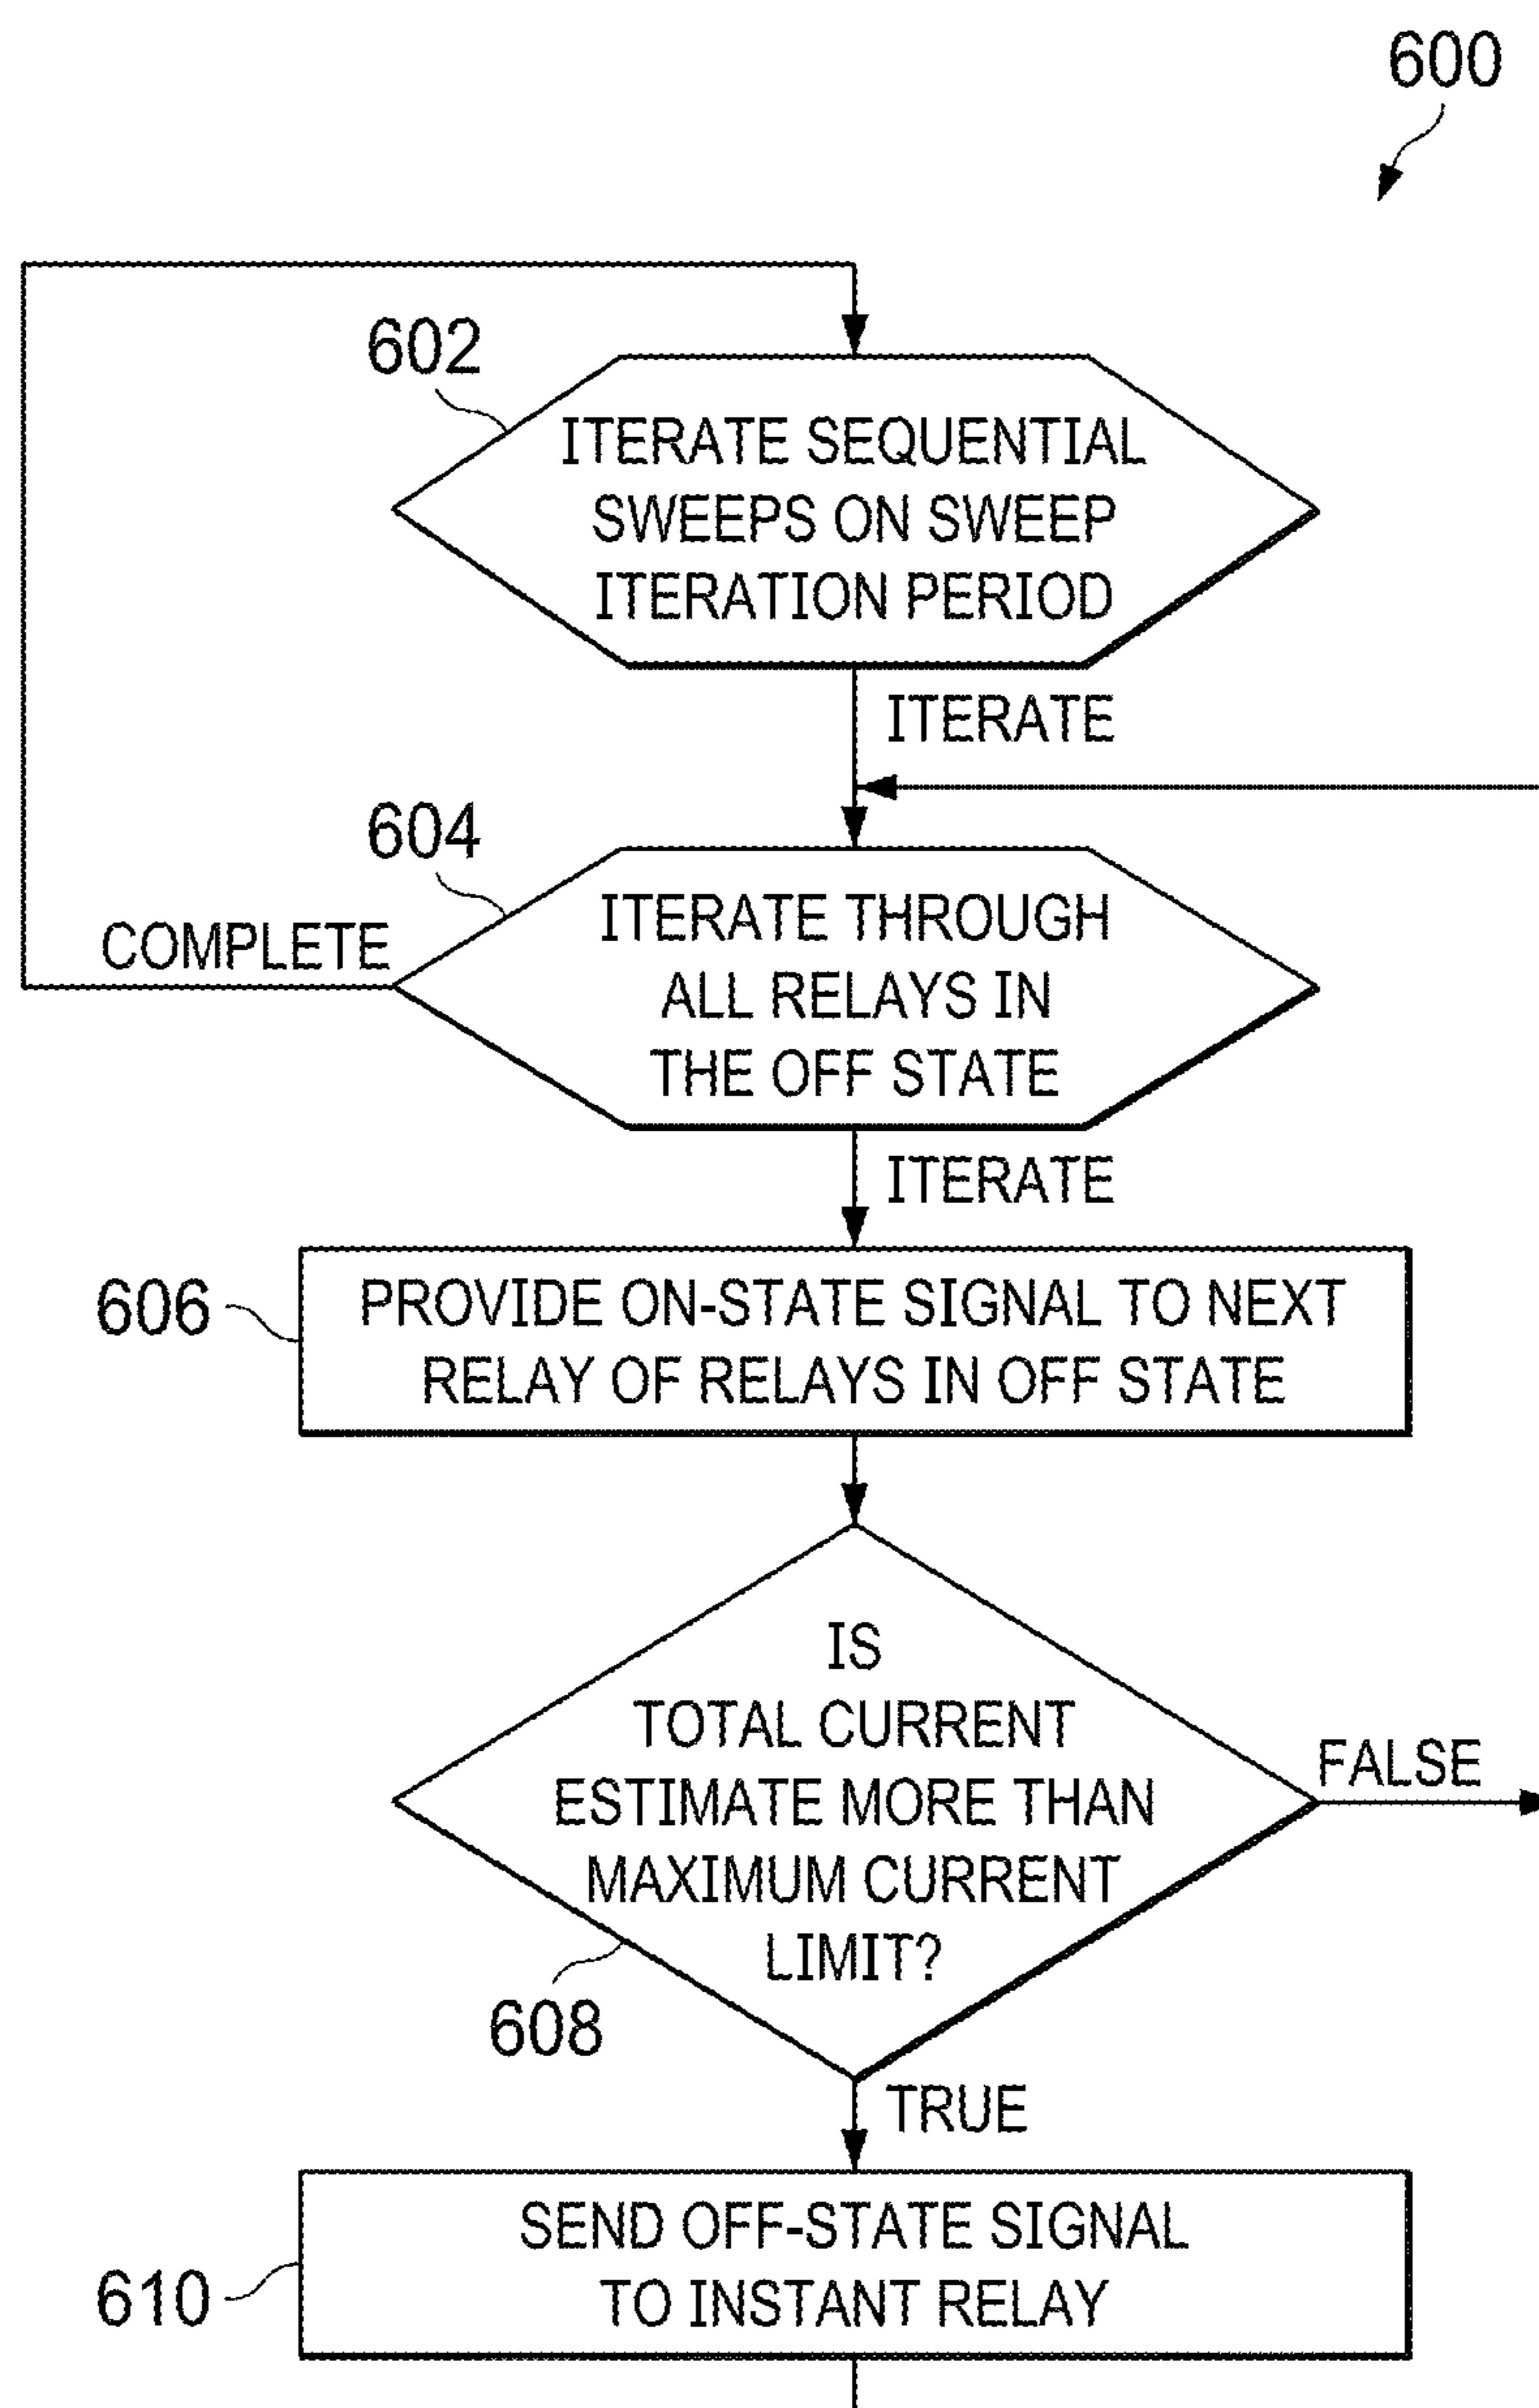 600
602
ITERATE SEQUENTIAL
SWEEPS ON SWEEP
ITERATION PERIOD
ITERATE
604
COMPLETE
ITERATE THROUGH
ALL RELAYS IN
THE OFF STATE
ITERATE
606
PROVIDE ON-STATE SIGNAL TO NEXT
RELAY OF RELAYS IN OFF STATE
IS
TOTAL CURRENT
ESTIMATE MORE THAN
MAXIMUM CURRENT
LIMIT?
FALSE
608
TRUE
SEND OFF-STATE SIGNAL
TO INSTANT RELAY
610